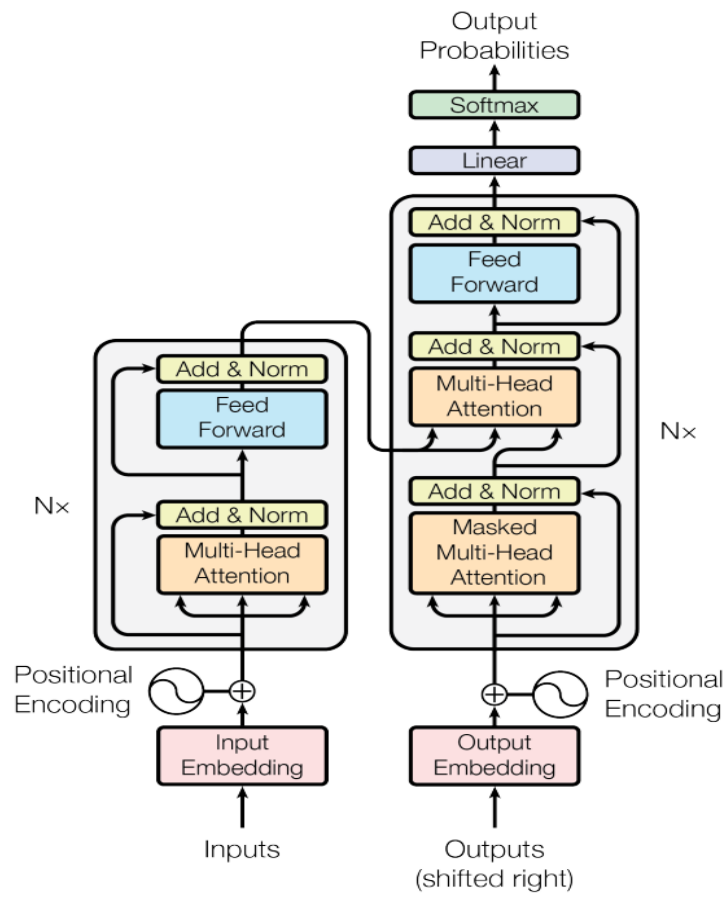 Output
Probabilities
Softmax
Linear
Add & Norm
Feed
Forward
Add & Norm
Multi-Head
Attention
Nx
Add & Norm
Masked
Multi-Head
Attention
Add & Norm
Feed
Forward
Nx
Add & Norm
Multi-Head
Attention
Positional
Encoding
Positional
Encoding
Input
Embedding
Output
Embedding
Inputs
Outputs
(shifted right)